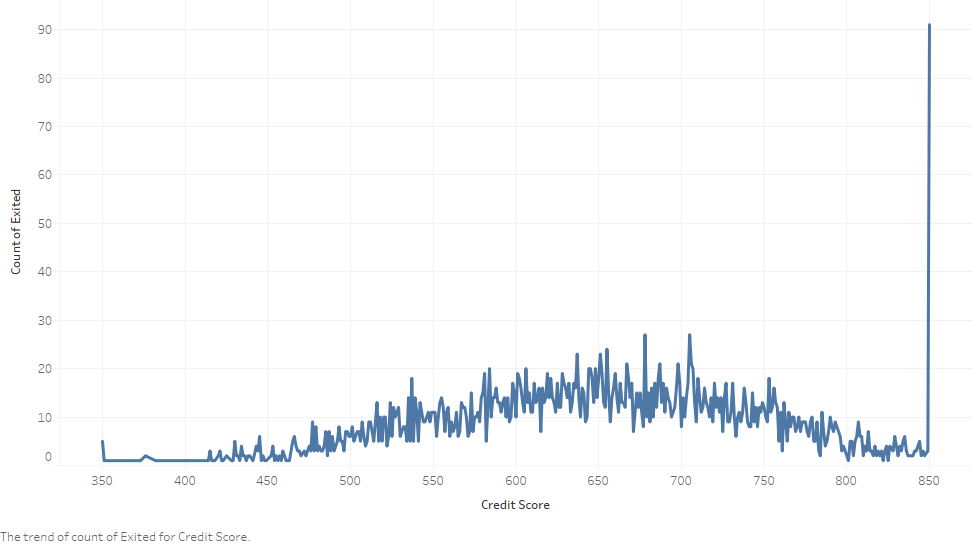 90
80
70
60
50
40
30
20
10
0
Count of Exited
350 400 450 500 550 600 650 700 750 800 850
Credit Score
The trend of count of Exited for Credit Score.